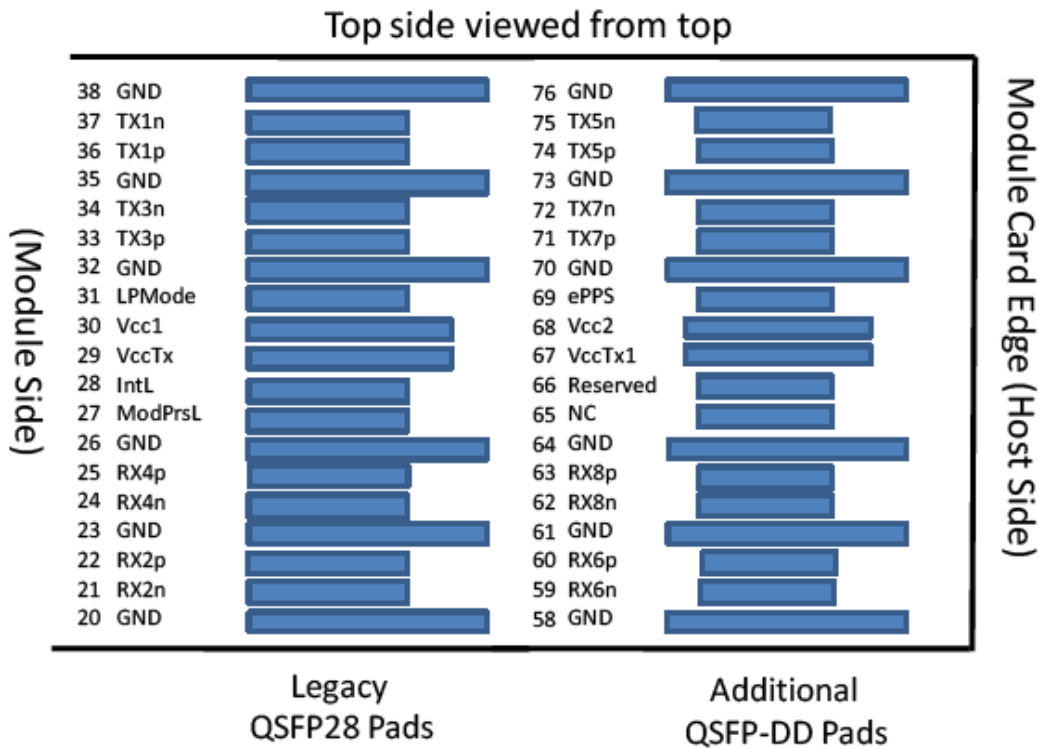 Top side viewed from top
38 GND 76 GND
37 TX1n 75 TX5n
36 TX1p 74 TX5p
35 GND 73 GND
34 TX3n 72 TX7n
33 TX3p 71 TX7p
32 GND 70 GND
31 LPMode 69 ePPS
30 Vcc1 68 Vcc2
29 VccTx 67 VccTx1
28 IntL 66 Reserved
27 ModPrsL 65 NC
26 GND 64 GND
25 RX4p 63 RX8p
24 RX4n 62 RX8n
23 GND 61 GND
22 RX2p 60 RX6p
21 RX2n 59 RX6n
20 GND 58 GND
(Module Side)
Module Card Edge (Host Side)
Legacy
QSFP28 Pads
Additional
QSFP-DD Pads